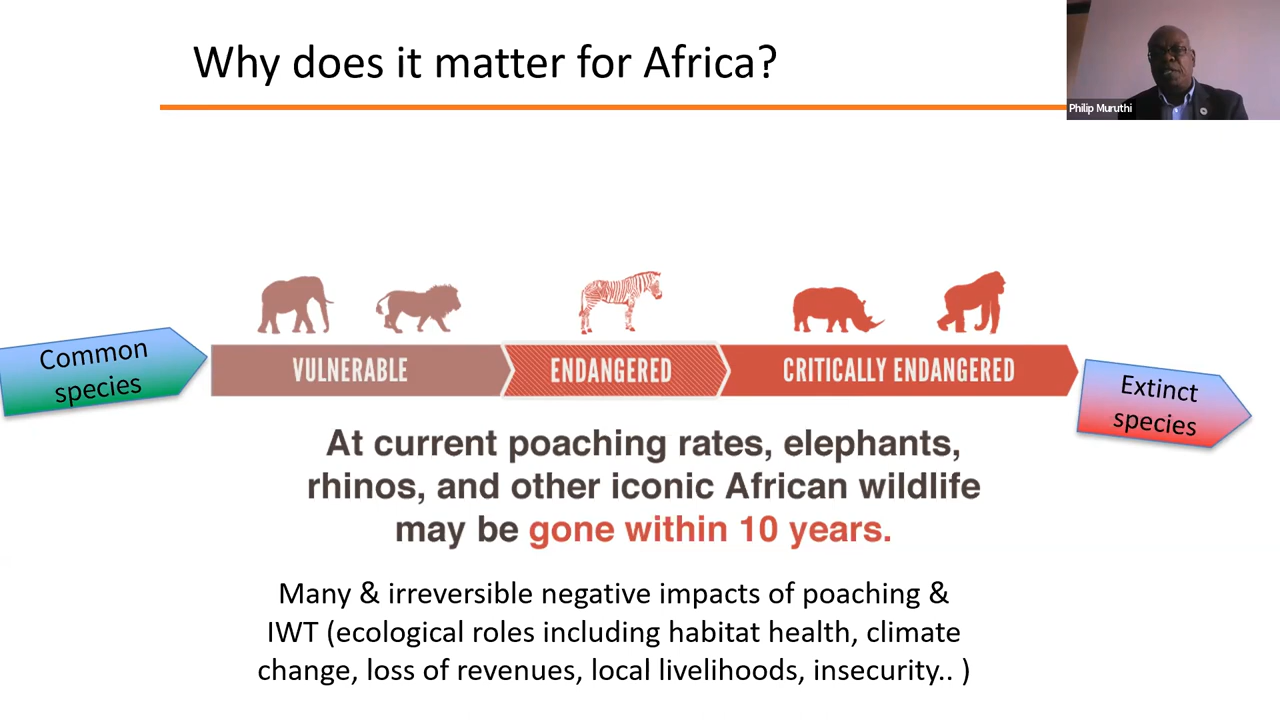 Why does it matter for Africa?
Philip Muruthi
Common
species
VULNERABLE
ENDANGERED
CRITICALLY ENDANGERED
Extinct
species
At current poaching rates, elephants,
rhinos, and other iconic African wildlife
may be gone within 10 years.
Many & irreversible negative impacts of poaching &
IWT (ecological roles including habitat health, climate
change, loss of revenues, local livelihoods, insecurity.. )